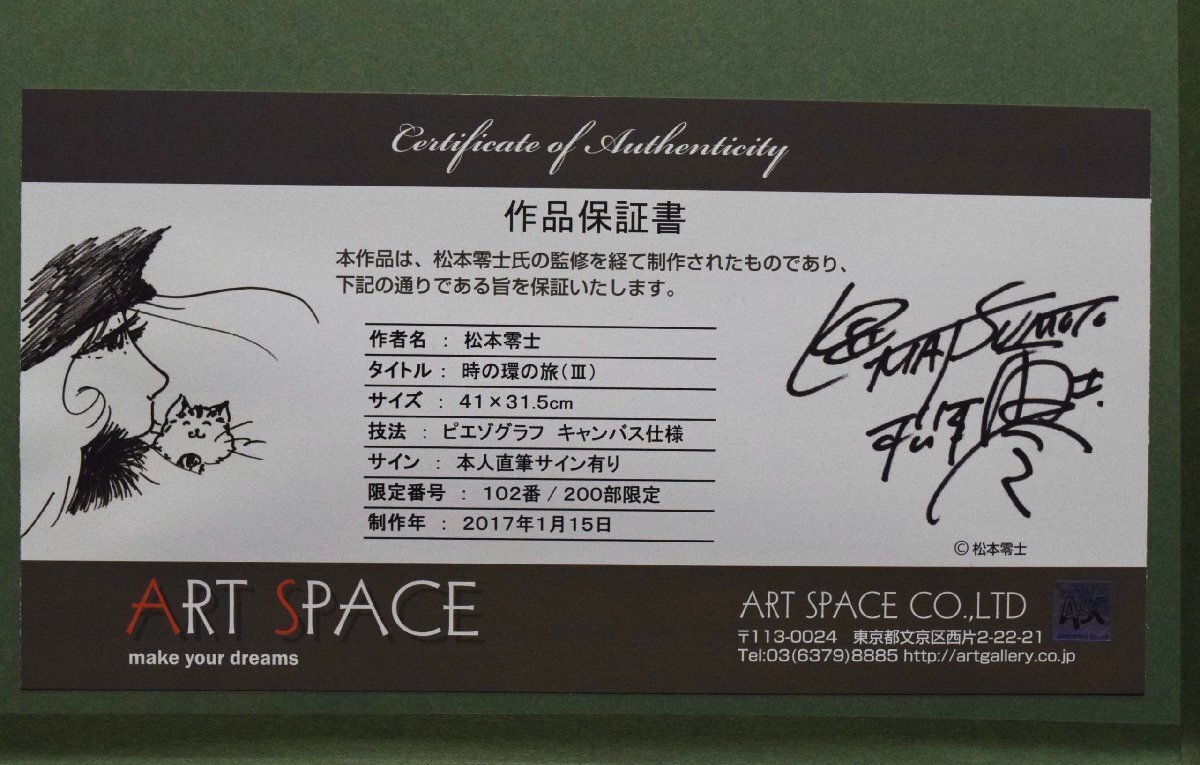 Certificate of Authenticity
作品保証書
本作品は、松本零士氏の監修を経て制作されたものであり、
下記の通りである旨を保証いたします。
作者名 : 松本零士
タイトル : 時の環の旅(Ⅲ)
サイズ : 41×31.5cm
技法 : ピエゾグラフ キャンバス仕様
サイン : 本人直筆サイン有り
限定番号 : 102番 / 200部限定
制作年 : 2017年1月15日
MATSUMOTO
©松本零士
ART SPACE
make your dreams
ART SPACE CO.,LTD
〒113-0024 東京都文京区西片2-22-21
Tel:03(6379)8885 http://artgallery.co.jp
ASC